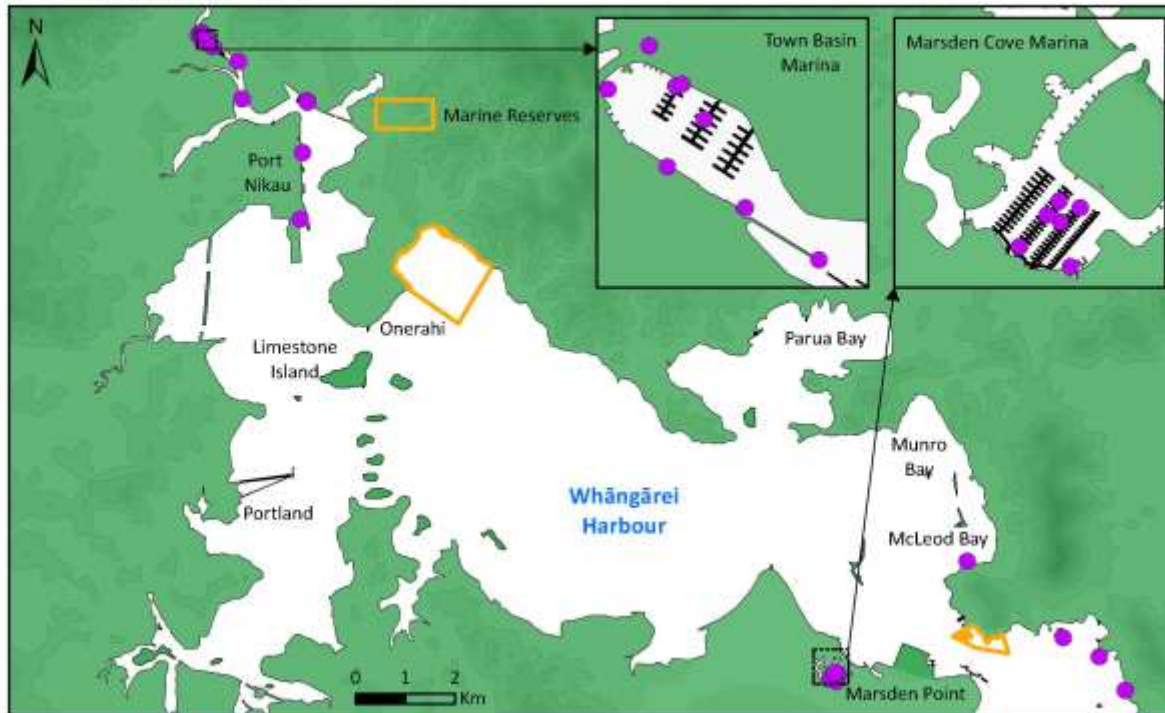 N
Town Basin
Marina
Marsden Cove Marina
Marine Reserves
Port
Nikau
Onerahi
Limestone
Island
Parua Bay
Munro
Bay
Whāngārei
Harbour
Portland
McLeod Bay
0 1 2
Km
Marsden Point